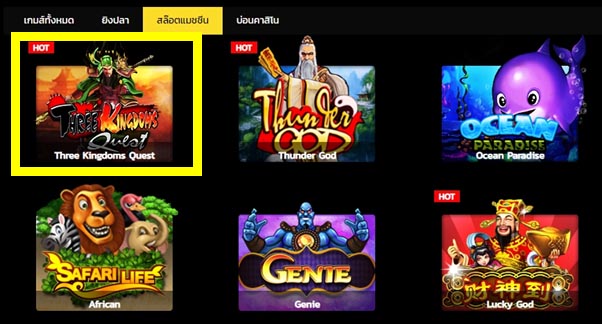 เกมส์ทั้งหมด ยิงปลา สล๊อตแมชชีน บ่อนคาสิโน
HOT
THREE KINGDOMS
Quest
Three Kingdoms Quest
HOT
Thunder
GOD
Thunder God
OCEAN
PARADISE
Ocean Paradise
SAFARI LIFE
African
GENIE
Genie
HOT
财神到
Lucky God